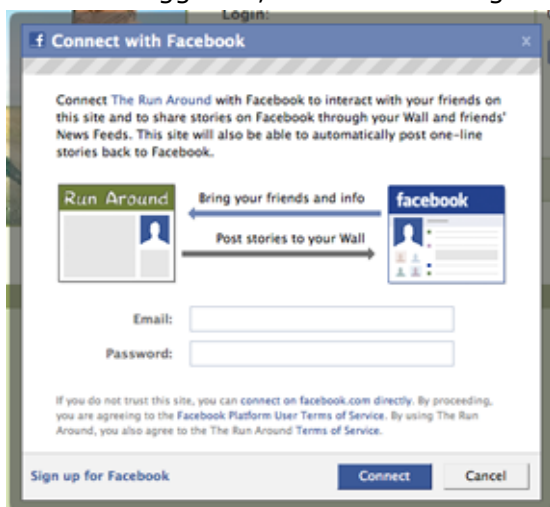 Login:
Connect with Facebook x
Connect The Run Around with Facebook to interact with your friends on
this site and to share stories on Facebook through your Wall and friends'
News Feeds. This site will also be able to automatically post one-line
stories back to Facebook.
Run Around Bring your friends and info facebook
Post stories to your Wall
Email:
Password:
If you do not trust this site, you can connect on facebook.com directly. By proceeding,
you are agreeing to the Facebook Platform User Terms of Service. By using The Run
Around, you also agree to the The Run Around Terms of Service.
Sign up for Facebook Connect Cancel